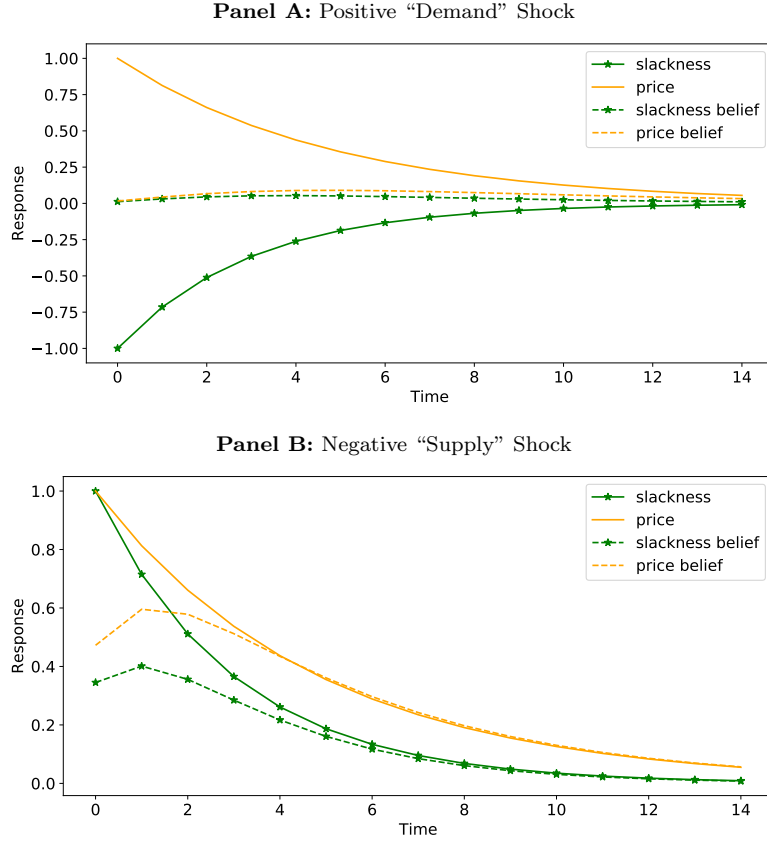 Panel A: Positive “Demand” Shock
1.00
0.75
0.50
0.25
0.00
−0.25
−0.50
−0.75
−1.00
Response
slackness
price
slackness belief
price belief
0 2 4 6 8 10 12 14
Time
Panel B: Negative “Supply” Shock
1.0
0.8
0.6
0.4
0.2
0.0
Response
slackness
price
slackness belief
price belief
0 2 4 6 8 10 12 14
Time